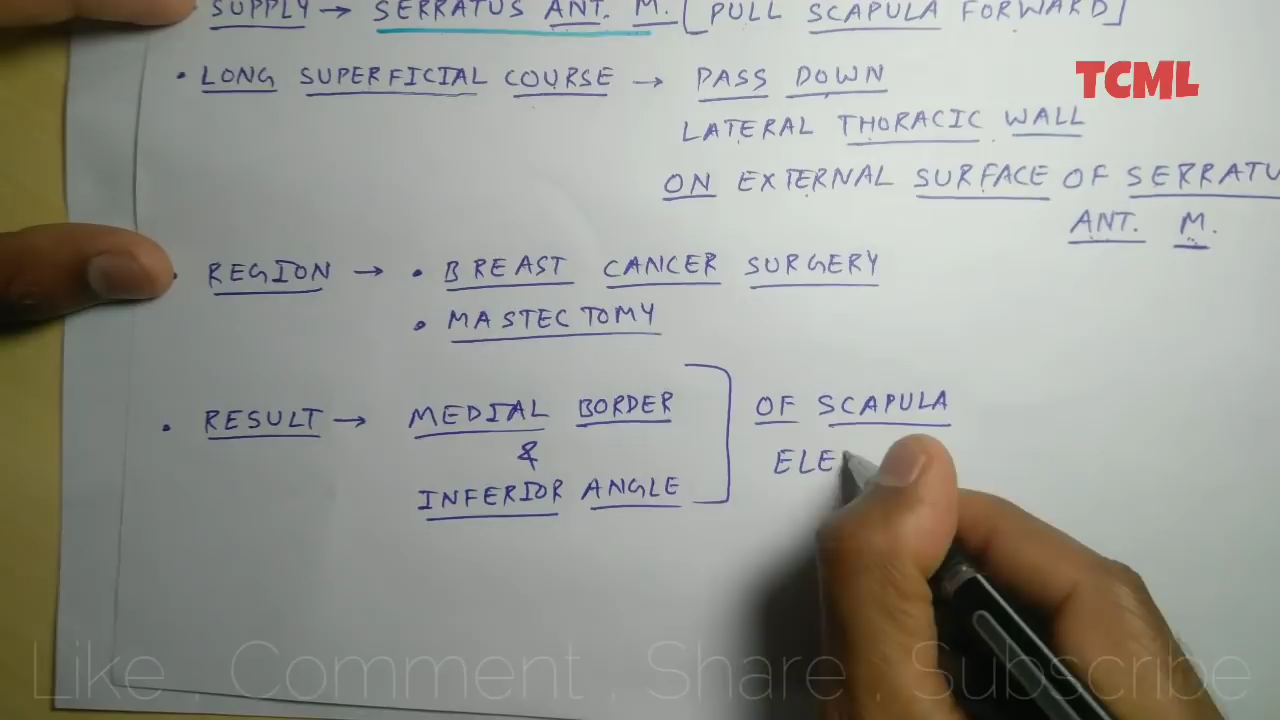 SUPPLY → SERRATUS ANT. M. [PULL SCAPULA FORWARD]
TCML
• LONG SUPERFICIAL COURSE → PASS DOWN
LATERAL THORACIC WALL
ON EXTERNAL SURFACE OF SERRATU
ANT. M.
• REGION → • BREAST CANCER SURGERY
• MASTECTOMY
• RESULT → MEDIAL BORDER
&
INFERIOR ANGLE
] OF SCAPULA
ELE
Like , Comment , Share , Subscribe